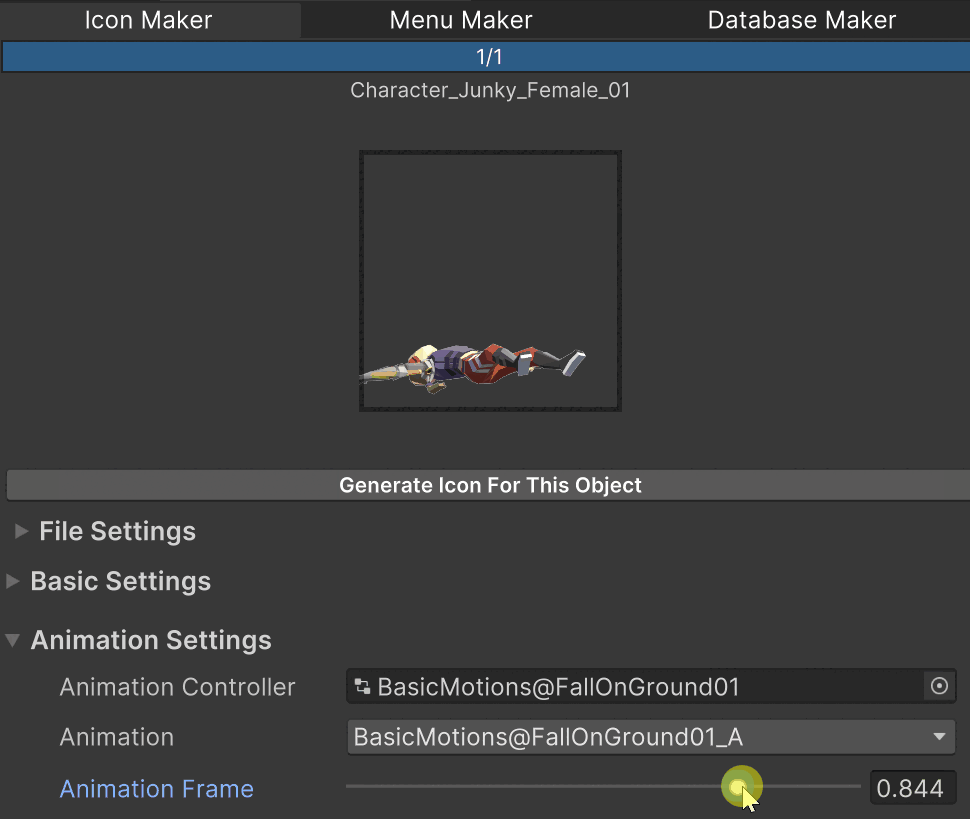 Icon Maker Menu Maker Database Maker
1/1
Character_Junky_Female_01
Generate Icon For This Object
File Settings
Basic Settings
Animation Settings
Animation Controller BasicMotions@FallOnGround01
Animation BasicMotions@FallOnGround01_A
Animation Frame 0.844